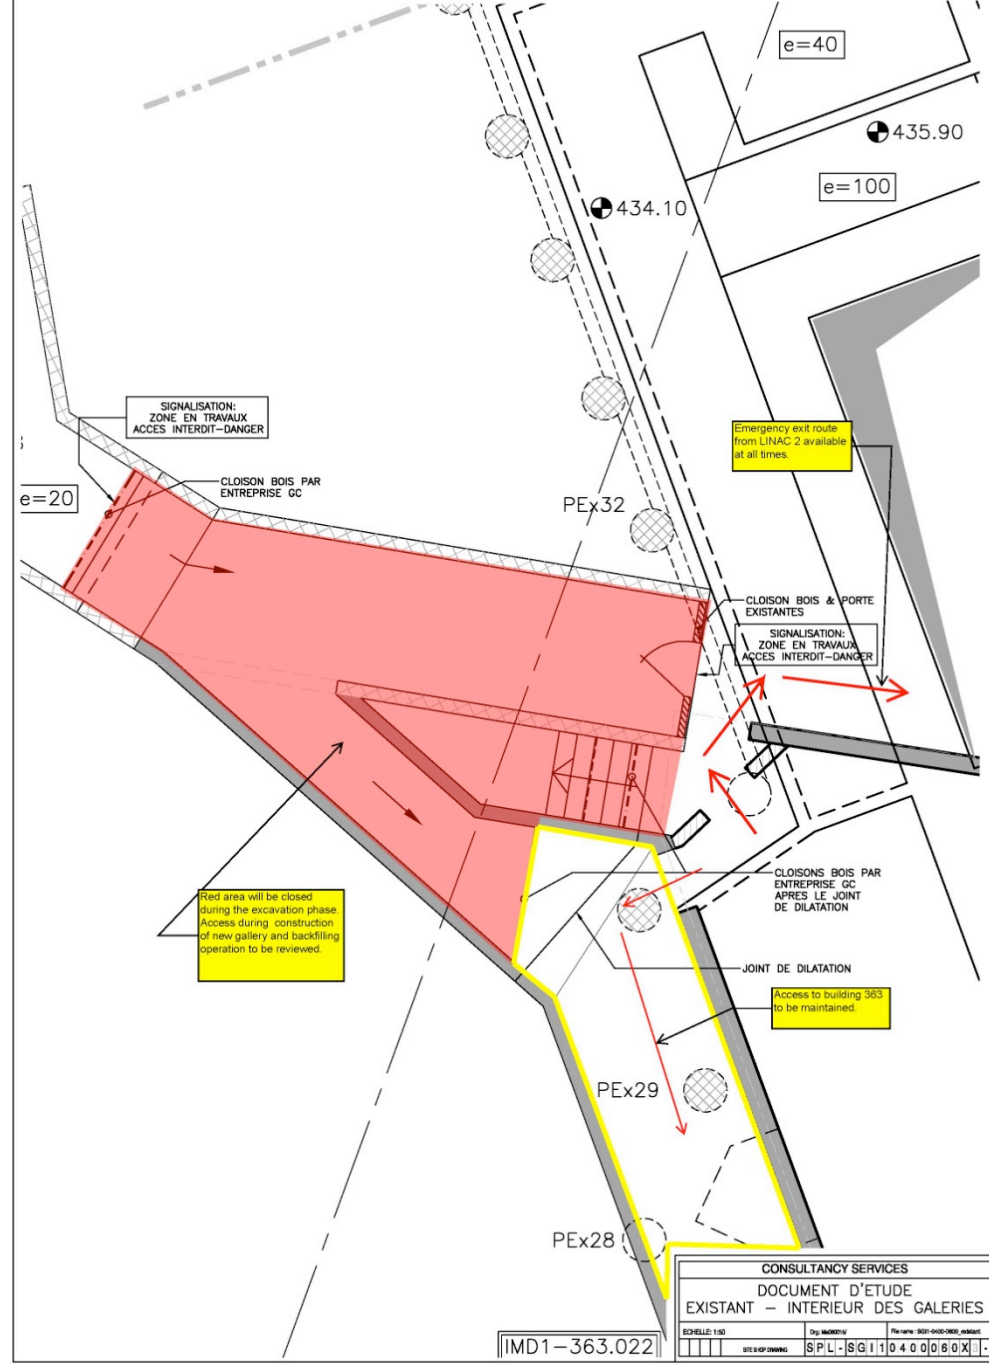 e=40
435.90
e=100
434.10
SIGNALISATION:
ZONE EN TRAVAUX
ACCES INTERDIT-DANGER
CLOISON BOIS PAR
ENTREPRISE GC
e=20
Emergency exit route
from LINAC 2 available
at all times.
PEx32
CLOISON BOIS & PORTE
EXISTANTES
SIGNALISATION:
ZONE EN TRAVAUX
ACCES INTERDIT-DANGER
Red area will be closed
during the excavation phase.
Access during construction
of new gallery and backfilling
operation to be reviewed.
CLOISONS BOIS PAR
ENTREPRISE GC
APRES LE JOINT
DE DILATATION
JOINT DE DILATATION
Access to building 363
to be maintained.
PEx29
PEx28
IMD1-363.022
CONSULTANCY SERVICES
DOCUMENT D'ETUDE
EXISTANT - INTERIEUR DES GALERIES
ECHELLE: 1:50
SITE SHOP DRAWING
SPL-SGI10400060X